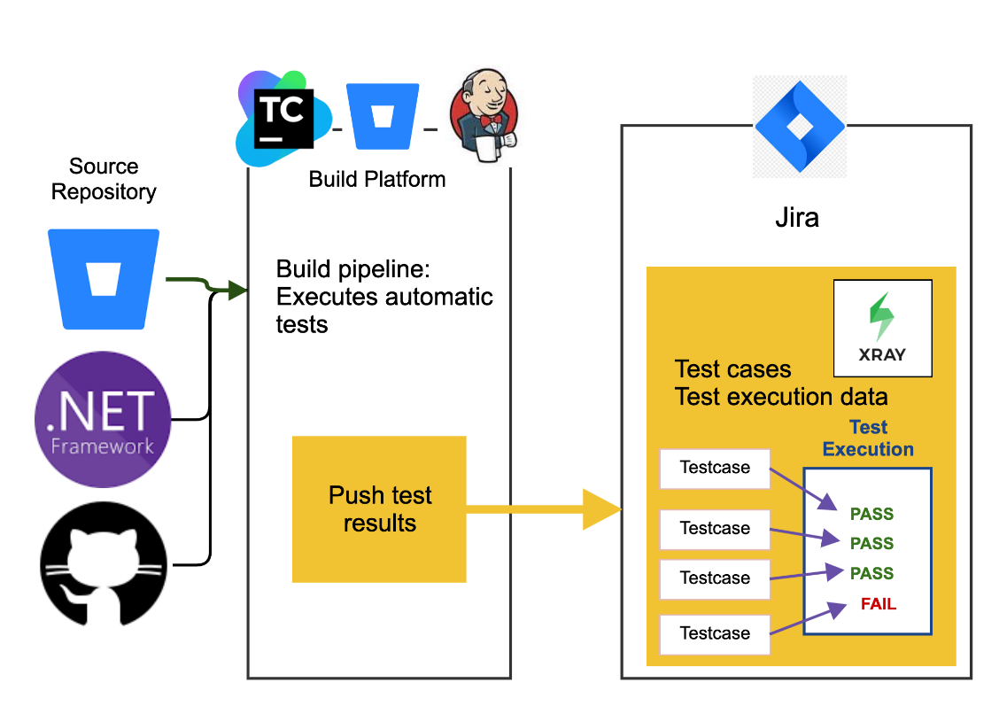 TC
Source
Repository
Build Platform
Jira
Build pipeline:
Executes automatic
tests
XRAY
.NET
Framework
Test cases
Test execution data
Test
Execution
Push test
results
Testcase
Testcase
Testcase
Testcase
PASS
PASS
PASS
FAIL